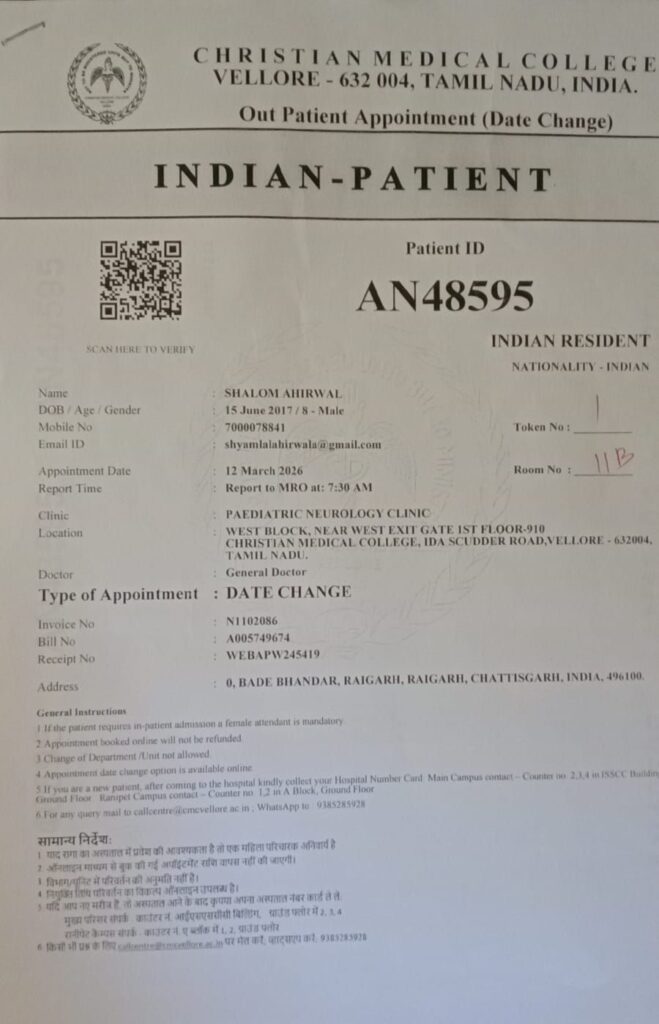 CHRISTIAN MEDICAL COLLEGE
VELLORE - 632 004, TAMIL NADU, INDIA.
Out Patient Appointment (Date Change)
INDIAN-PATIENT
Patient ID
AN48595
SCAN HERE TO VERIFY
INDIAN RESIDENT
NATIONALITY - INDIAN
Name : SHALOM AHIRWAL
DOB / Age / Gender : 15 June 2017 / 8 - Male
Mobile No : 7000078841
Token No : 1
Email ID : shyamlalahirwala@gmail.com
Appointment Date : 12 March 2026
Room No : 11B
Report Time : Report to MRO at: 7:30 AM
Clinic : PAEDIATRIC NEUROLOGY CLINIC
Location : WEST BLOCK, NEAR WEST EXIT GATE 1ST FLOOR-910
CHRISTIAN MEDICAL COLLEGE, IDA SCUDDER ROAD,VELLORE - 632004,
TAMIL NADU.
Doctor : General Doctor
Type of Appointment : DATE CHANGE
Invoice No : N1102086
Bill No : A005749674
Receipt No : WEBAPW245419
Address : 0, BADE BHANDAR, RAIGARH, RAIGARH, CHATTISGARH, INDIA, 496100.
General Instructions
1 If the patient requires in-patient admission a female attendant is mandatory.
2 Appointment booked online will not be refunded.
3 Change of Department /Unit not allowed.
4 Appointment date change option is available online.
5 If you are a new patient, after coming to the hospital kindly collect your Hospital Number Card Main Campus contact – Counter no 2,3,4 in ISSCC Building
Ground Floor Ranipet Campus contact – Counter no 1,2 in A Block, Ground Floor
6 For any query mail to callcentre@cmcvellore.ac.in , WhatsApp to 9385285928
सामान्य निर्देश:
1 का अस्पताल में प्रवेश की आवश्यकता है तो एक महिला परिचारक अनिवार्य है
2 ऑनलाइन माध्यम से बुक की गई अपॉइंटमेंट राशि वापस नहीं की जाएगी।
3 विभाग/यूनिट में परिवर्तन की अनुमति नहीं है।
4 नियुक्ति तिथि परिवर्तन का विकल्प ऑनलाइन उपलब्ध है।
5 यदि आप नए मरीज है, तो अस्पताल आने के बाद कृपया अपना अस्पताल नंबर कार्ड ले लें
मुख्य परिसर संपर्क - काउंटर नं. आईएसएससीसी बिल्डिंग, ग्राउंड फ्लोर में 2, 3, 4
रानीपेट कैम्पस संपर्क - काउंटर नं. ए ब्लॉक में 1, 2, ग्राउंड फ्लोर
6 किसी भी प्रश्न के लिए callcentre@cmcvellore.ac.in पर मेल करें, व्हाट्सएप करें: 9385285928